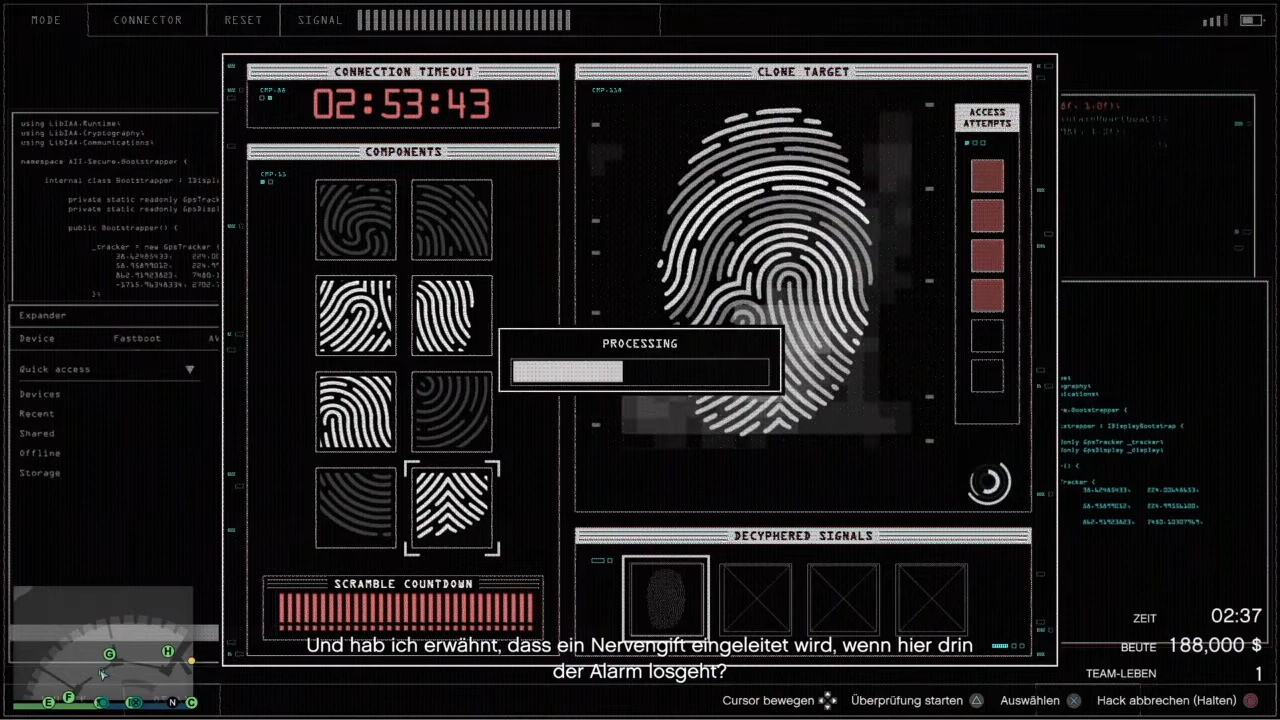 MODE
CONNECTOR
RESET
SIGNAL
CONNECTION TIMEOUT
02:53:43
COMPONENTS
CLONE TARGET
ACCESS
ATTEMPTS
using LibIAA.Runtime;
using LibIAA.Cryptography;
using LibIAA.Communications;
namespace AII.Secure.Bootstrapper {
internal class Bootstrapper : IDispl
private static readonly GpsTrac
private static readonly GpsDispl
public Bootstrapper() {
_tracker = new GpsTracker
Expander
Device
Fastboot
Quick access
Devices
Recent
Shared
Offline
Storage
PROCESSING
SCRAMBLE COUNTDOWN
DECYPHERED SIGNALS
Und hab ich erwähnt, dass ein Nervengift eingeleitet wird, wenn hier drin
der Alarm losgeht?
ZEIT 02:37
BEUTE 188,000 $
TEAM-LEBEN 1
G
H
E
F
N
C
Cursor bewegen
Überprüfung starten
Auswählen
Hack abbrechen (Halten)